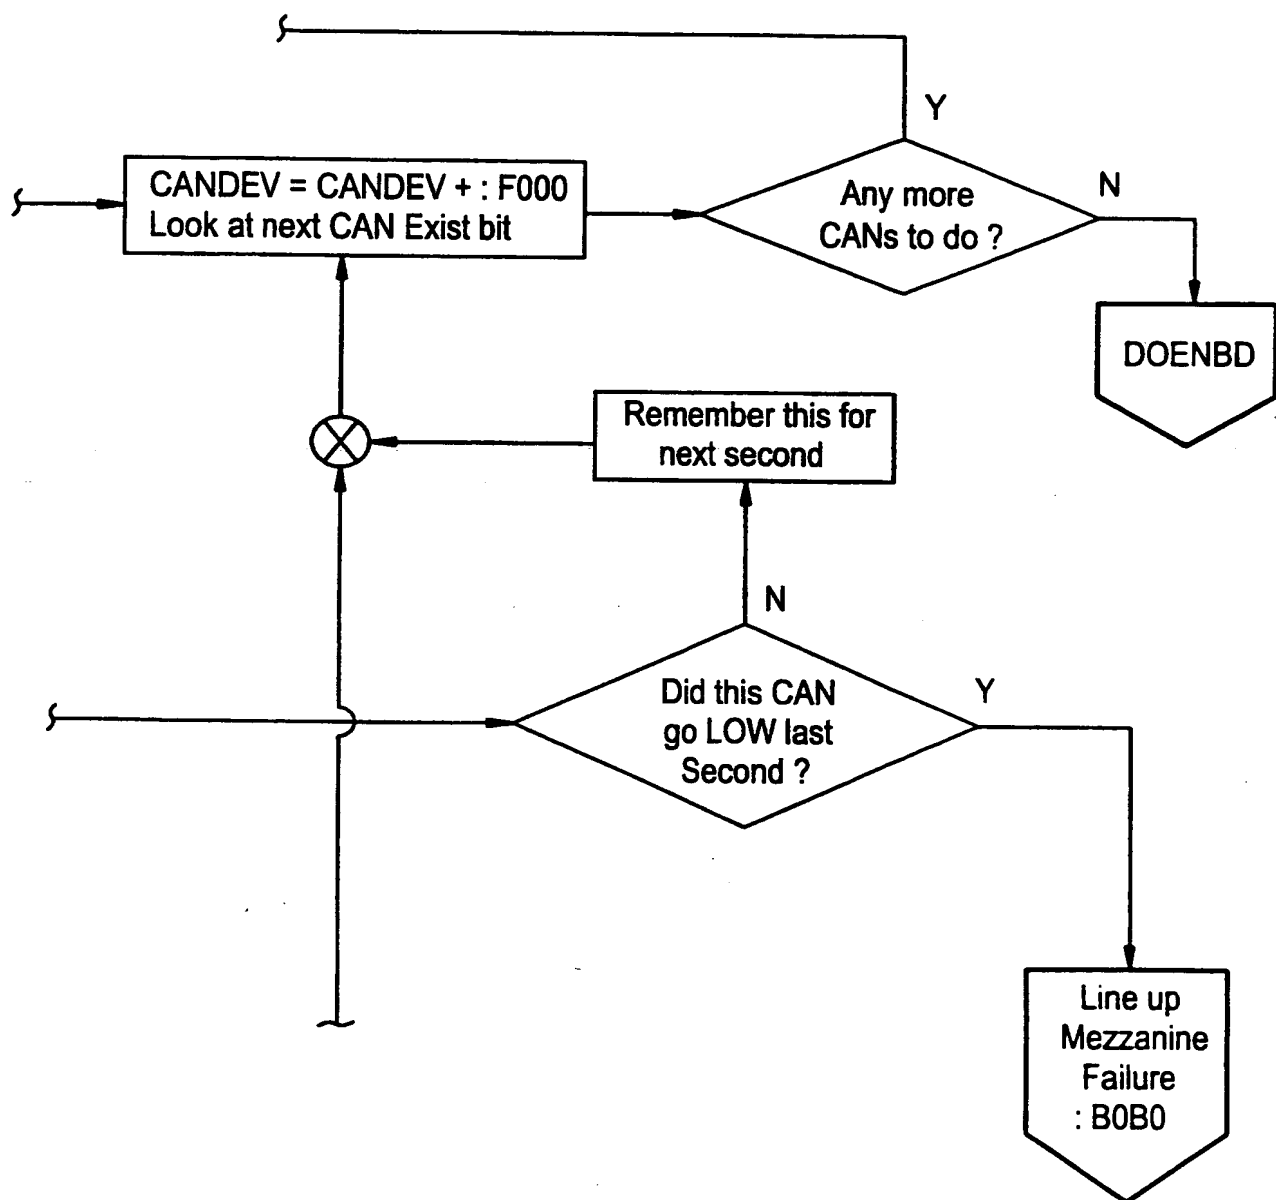 Y
CANDEV = CANDEV + : F000
Look at next CAN Exist bit
Any more
CANs to do ?
N
DOENBD
Remember this for
next second
N
Did this CAN
go LOW last
Second ?
Y
Line up
Mezzanine
Failure
: B0B0